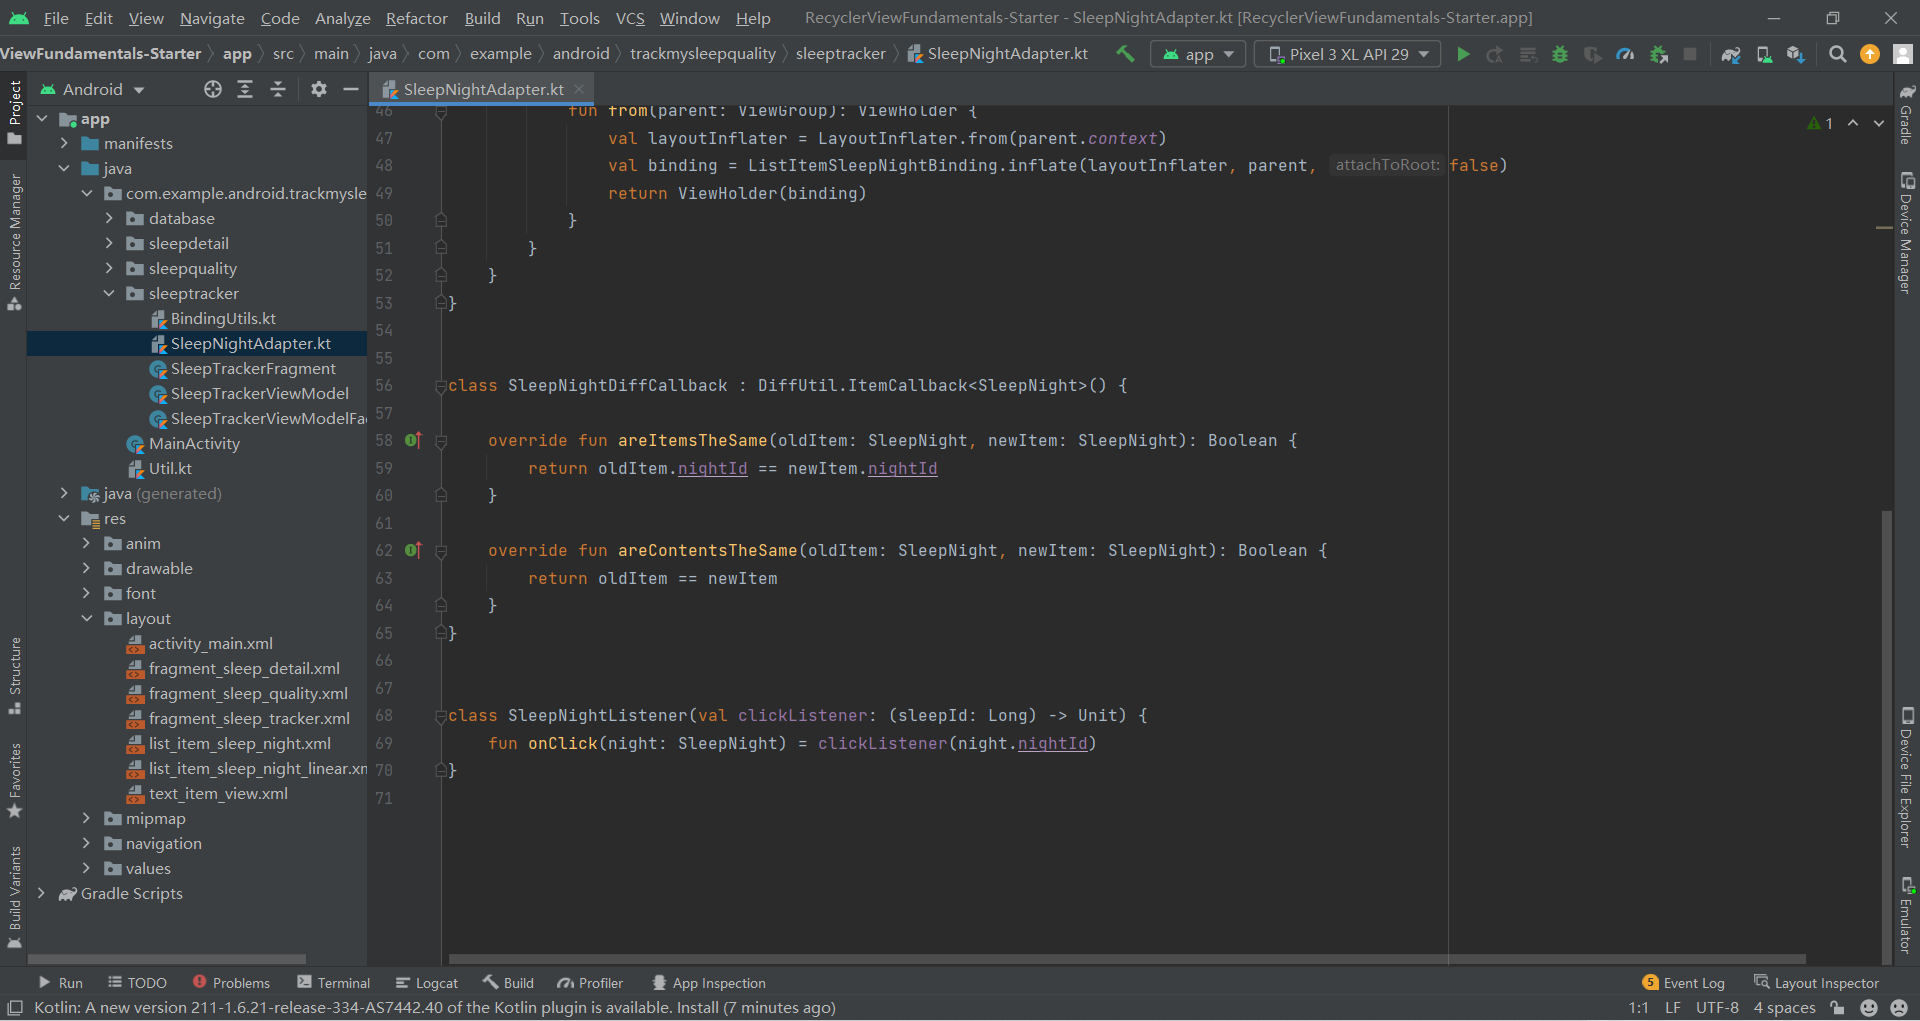 File Edit View Navigate Code Analyze Refactor Build Run Tools VCS Window Help RecyclerViewFundamentals-Starter - SleepNightAdapter.kt [RecyclerViewFundamentals-Starter.app]
ViewFundamentals-Starter app src main java com example android trackmysleepquality sleeptracker SleepNightAdapter.kt app Pixel 3 XL API 29
Project
Resource Manager
Structure
Favorites
Build Variants
Android
app
manifests
java
com.example.android.trackmysle
database
sleepdetail
sleepquality
sleeptracker
BindingUtils.kt
SleepNightAdapter.kt
SleepTrackerFragment
SleepTrackerViewModel
SleepTrackerViewModelFa
MainActivity
Util.kt
java (generated)
res
anim
drawable
font
layout
activity_main.xml
fragment_sleep_detail.xml
fragment_sleep_quality.xml
fragment_sleep_tracker.xml
list_item_sleep_night.xml
list_item_sleep_night_linear.xm
text_item_view.xml
mipmap
navigation
values
Gradle Scripts
SleepNightAdapter.kt
1
46 fun from(parent: ViewGroup): ViewHolder {
47 val layoutInflater = LayoutInflater.from(parent.context)
48 val binding = ListItemSleepNightBinding.inflate(layoutInflater, parent, attachToRoot: false)
49 return ViewHolder(binding)
50 }
51 }
52 }
53 }
54
55
56 class SleepNightDiffCallback : DiffUtil.ItemCallback<SleepNight>() {
57
58 override fun areItemsTheSame(oldItem: SleepNight, newItem: SleepNight): Boolean {
59 return oldItem.nightId == newItem.nightId
60 }
61
62 override fun areContentsTheSame(oldItem: SleepNight, newItem: SleepNight): Boolean {
63 return oldItem == newItem
64 }
65 }
66
67
68 class SleepNightListener(val clickListener: (sleepId: Long) -> Unit) {
69 fun onClick(night: SleepNight) = clickListener(night.nightId)
70 }
71
Gradle
Device Manager
Device File Explorer
Emulator
Run TODO Problems Terminal Logcat Build Profiler App Inspection 5 Event Log Layout Inspector
Kotlin: A new version 211-1.6.21-release-334-AS7442.40 of the Kotlin plugin is available. Install (7 minutes ago) 1:1 LF UTF-8 4 spaces